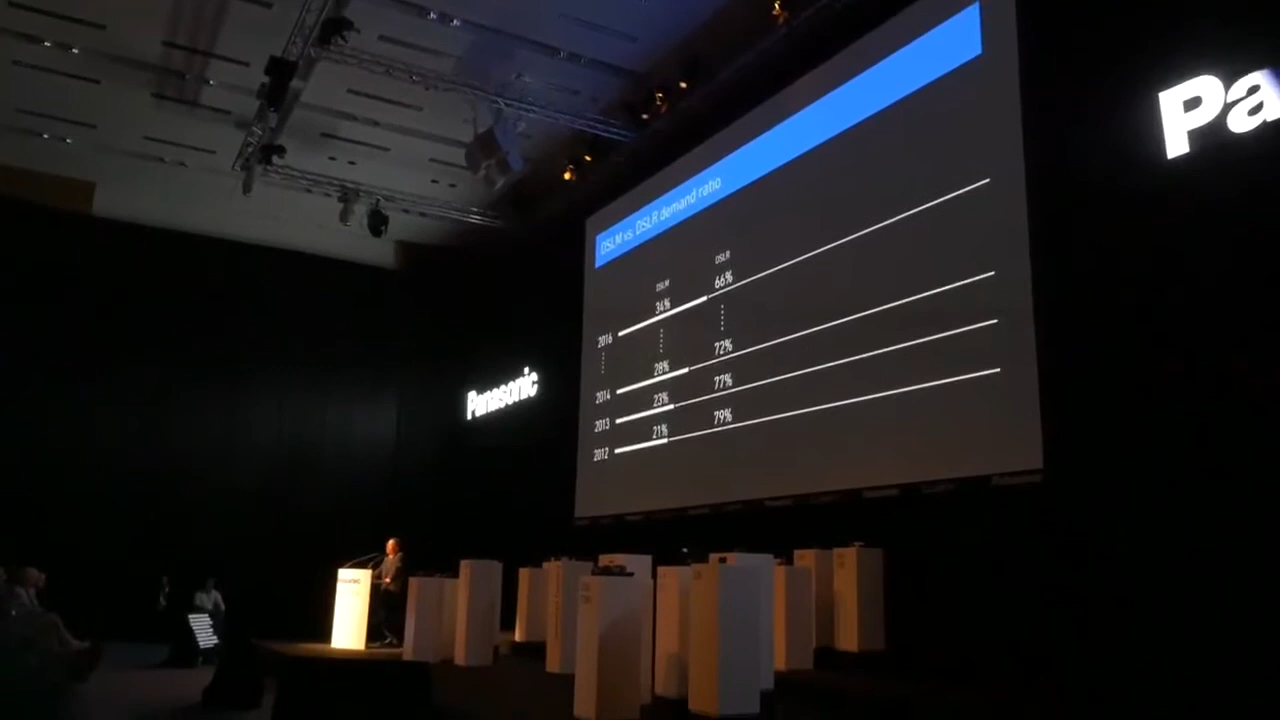 Pa
DSLM vs. DSLR demand ratio
DSLM DSLR
2016 34% 66%
2014 28% 72%
2013 23% 77%
2012 21% 79%
Panasonic